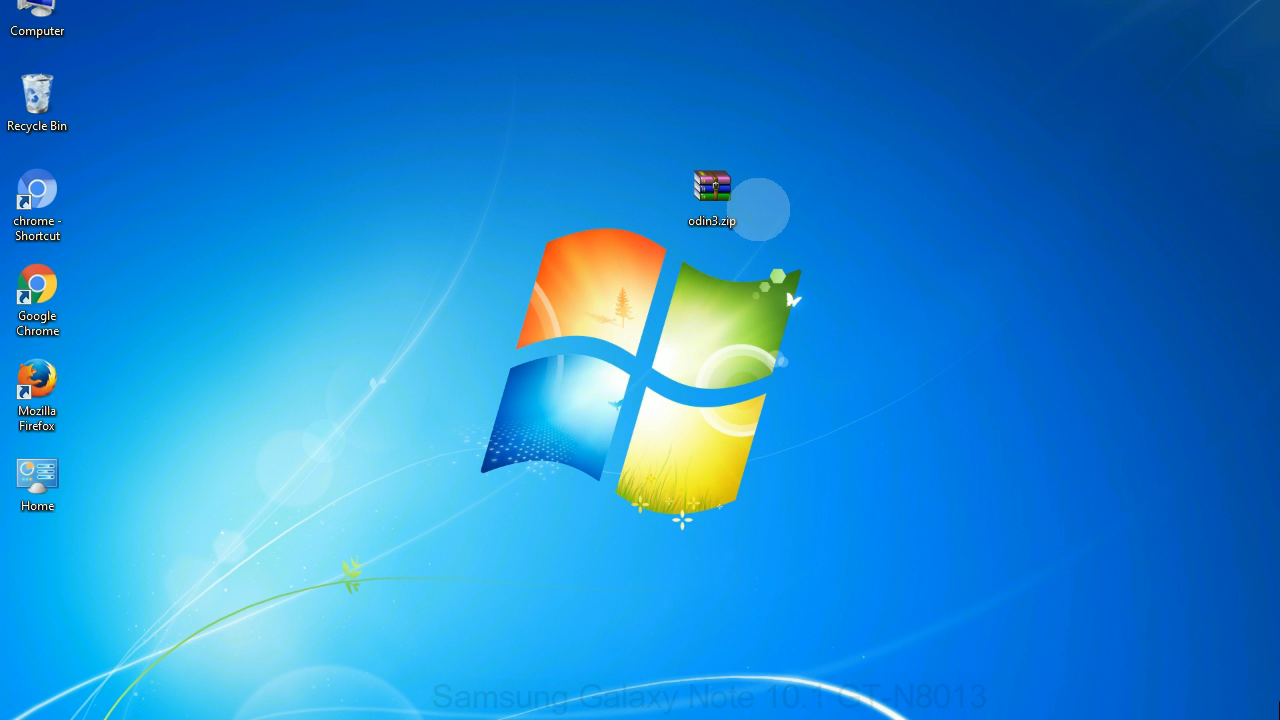 Computer
Recycle Bin
chrome -
Shortcut
Google
Chrome
Mozilla
Firefox
Home
odin3.zip
Samsung Galaxy Note 10.1 GT-N8013